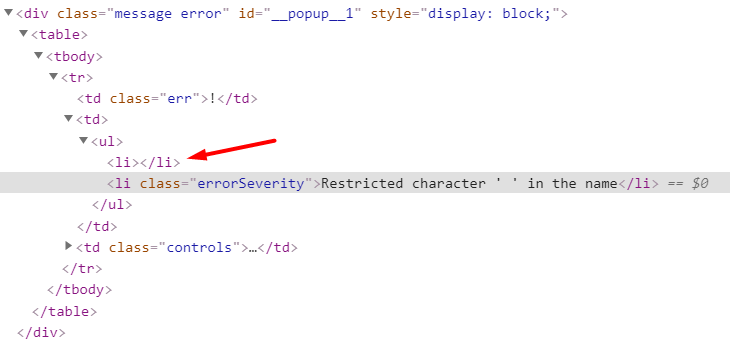 ▼<div class="message error" id="__popup__1" style="display: block;">
▼<table>
▼<tbody>
▼<tr>
<td class="err">!</td>
▼<td>
▼<ul>
<li></li>
<li class="errorSeverity">Restricted character ' ' in the name</li> == $0
</ul>
</td>
▶<td class="controls">…</td>
</tr>
</tbody>
</table>
</div>